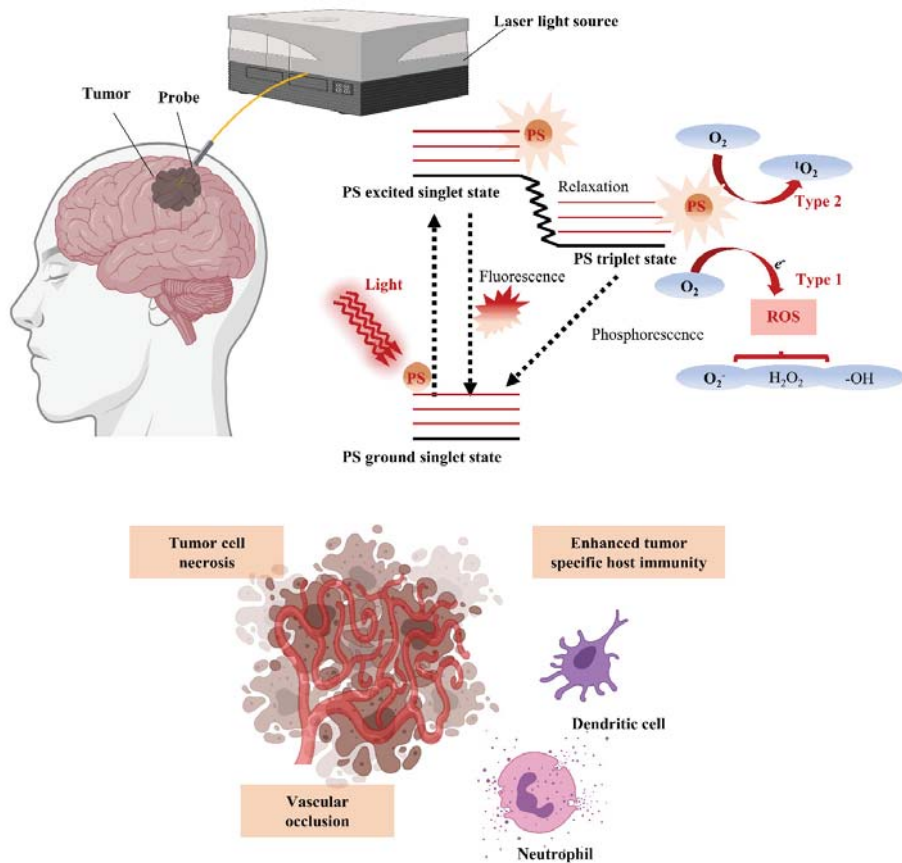 Laser light source
Tumor
Probe
PS
O₂
¹O₂
PS excited singlet state
Relaxation
PS
Type 2
PS triplet state
Light
Fluorescence
e-
Type 1
O₂
ROS
Phosphorescence
PS
O₂⁻
H₂O₂
-OH
PS ground singlet state
Tumor cell
necrosis
Enhanced tumor
specific host immunity
Dendritic cell
Vascular
occlusion
Neutrophil